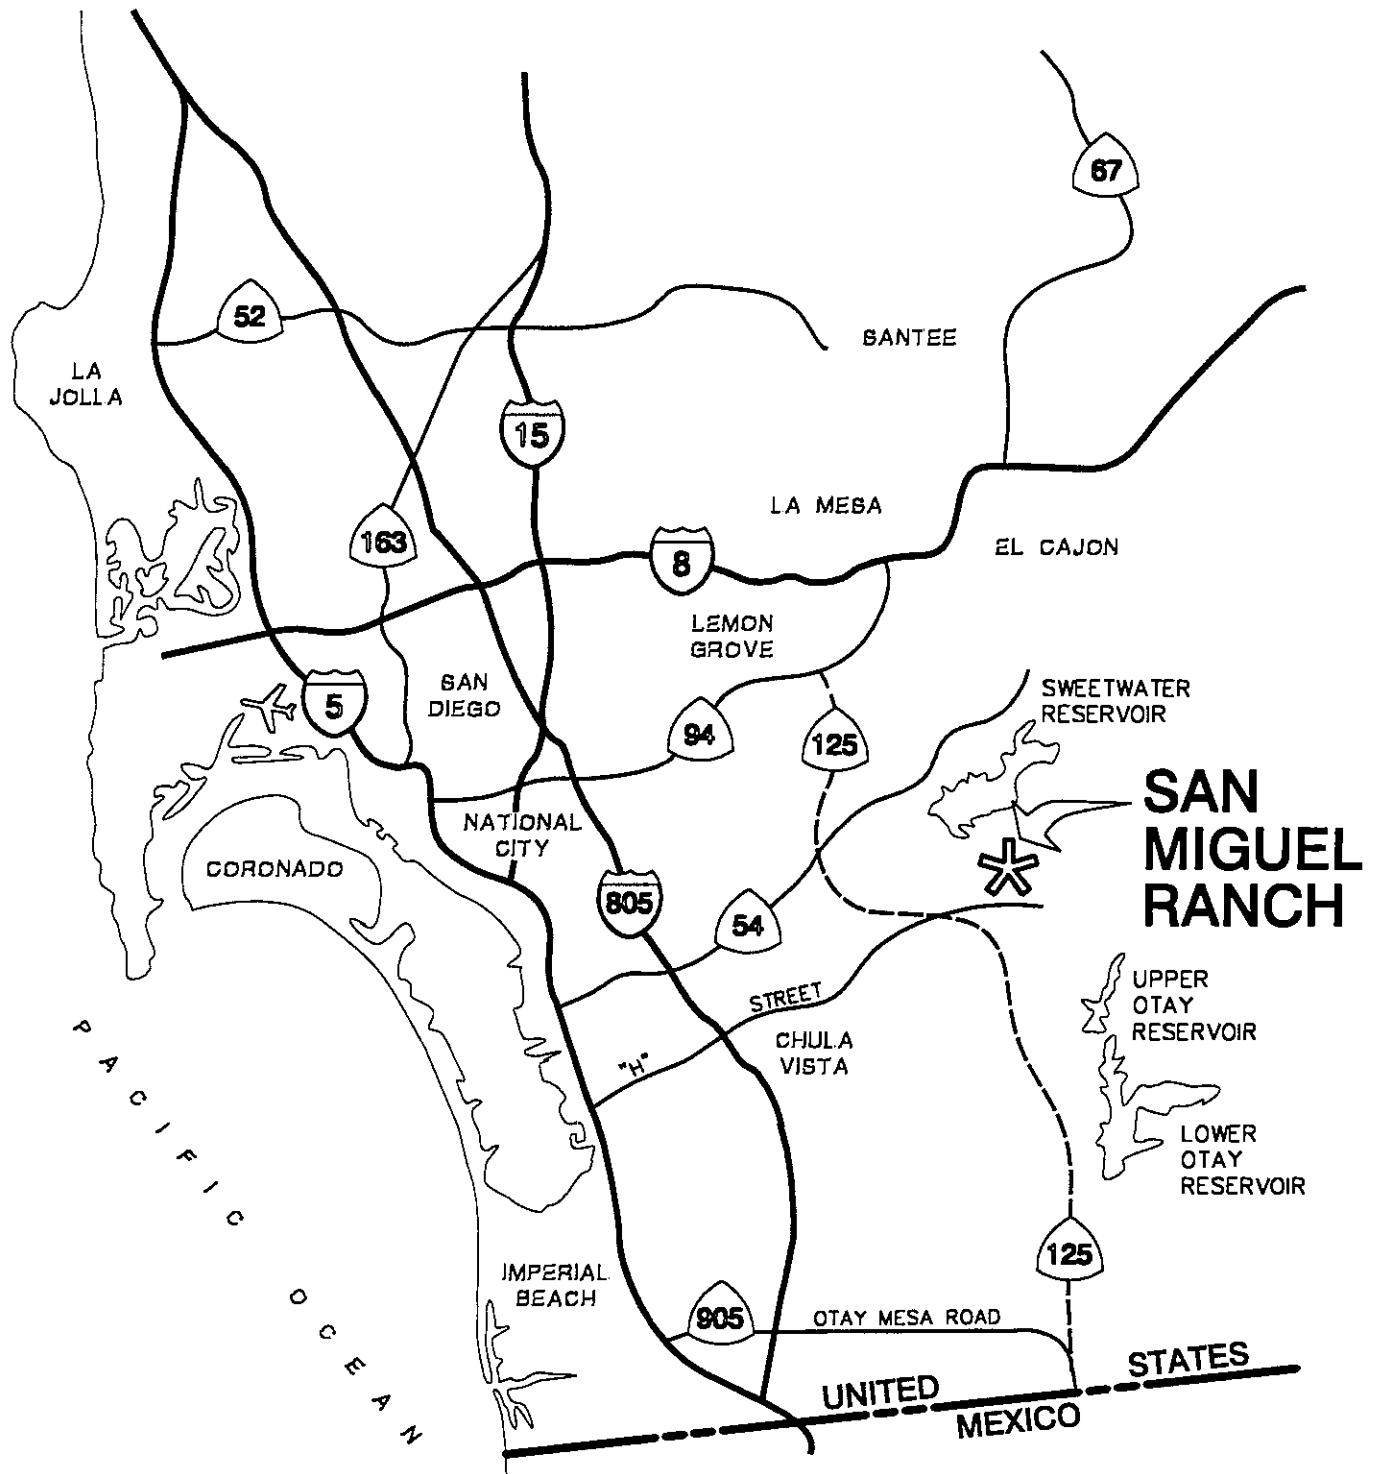 67
52
SANTEE
LA
JOLLA
15
LA MESA
163
EL CAJON
8
LEMON
GROVE
SAN
DIEGO
5
SWEETWATER
RESERVOIR
94
125
SAN
MIGUEL
RANCH
NATIONAL
CITY
CORONADO
805
54
UPPER
OTAY
RESERVOIR
STREET
"H"
CHULA
VISTA
PACIFIC OCEAN
LOWER
OTAY
RESERVOIR
125
IMPERIAL
BEACH
905
OTAY MESA ROAD
UNITED STATES
MEXICO